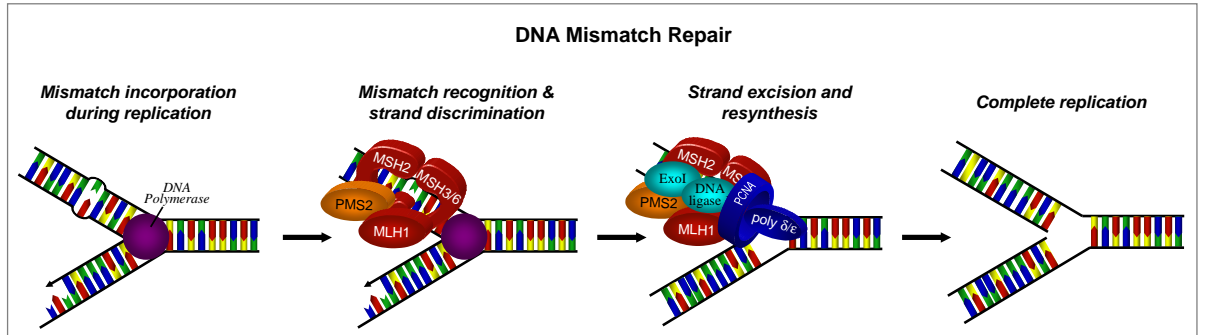 DNA Mismatch Repair
Mismatch incorporation
during replication
Mismatch recognition &
strand discrimination
Strand excision and
resynthesis
Complete replication
DNA
Polymerase
MSH2
MSH3/6
PMS2
MLH1
MSH2
ExoI
DNA
ligase
PMS2
MLH1
PCNA
poly δ/ε